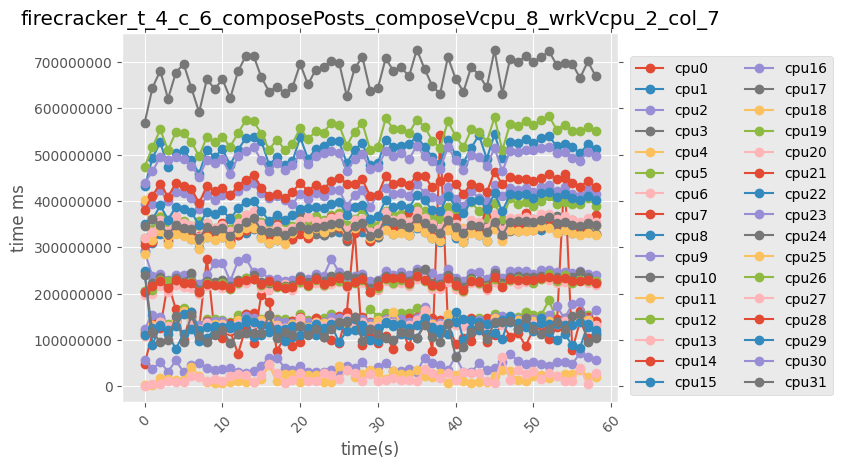 firecracker_t_4_c_6_composePosts_composeVcpu_8_wrkVcpu_2_col_7
time ms
700000000
600000000
500000000
400000000
300000000
200000000
100000000
0
0
10
20
30
40
50
60
time(s)
cpu0
cpu1
cpu2
cpu3
cpu4
cpu5
cpu6
cpu7
cpu8
cpu9
cpu10
cpu11
cpu12
cpu13
cpu14
cpu15
cpu16
cpu17
cpu18
cpu19
cpu20
cpu21
cpu22
cpu23
cpu24
cpu25
cpu26
cpu27
cpu28
cpu29
cpu30
cpu31